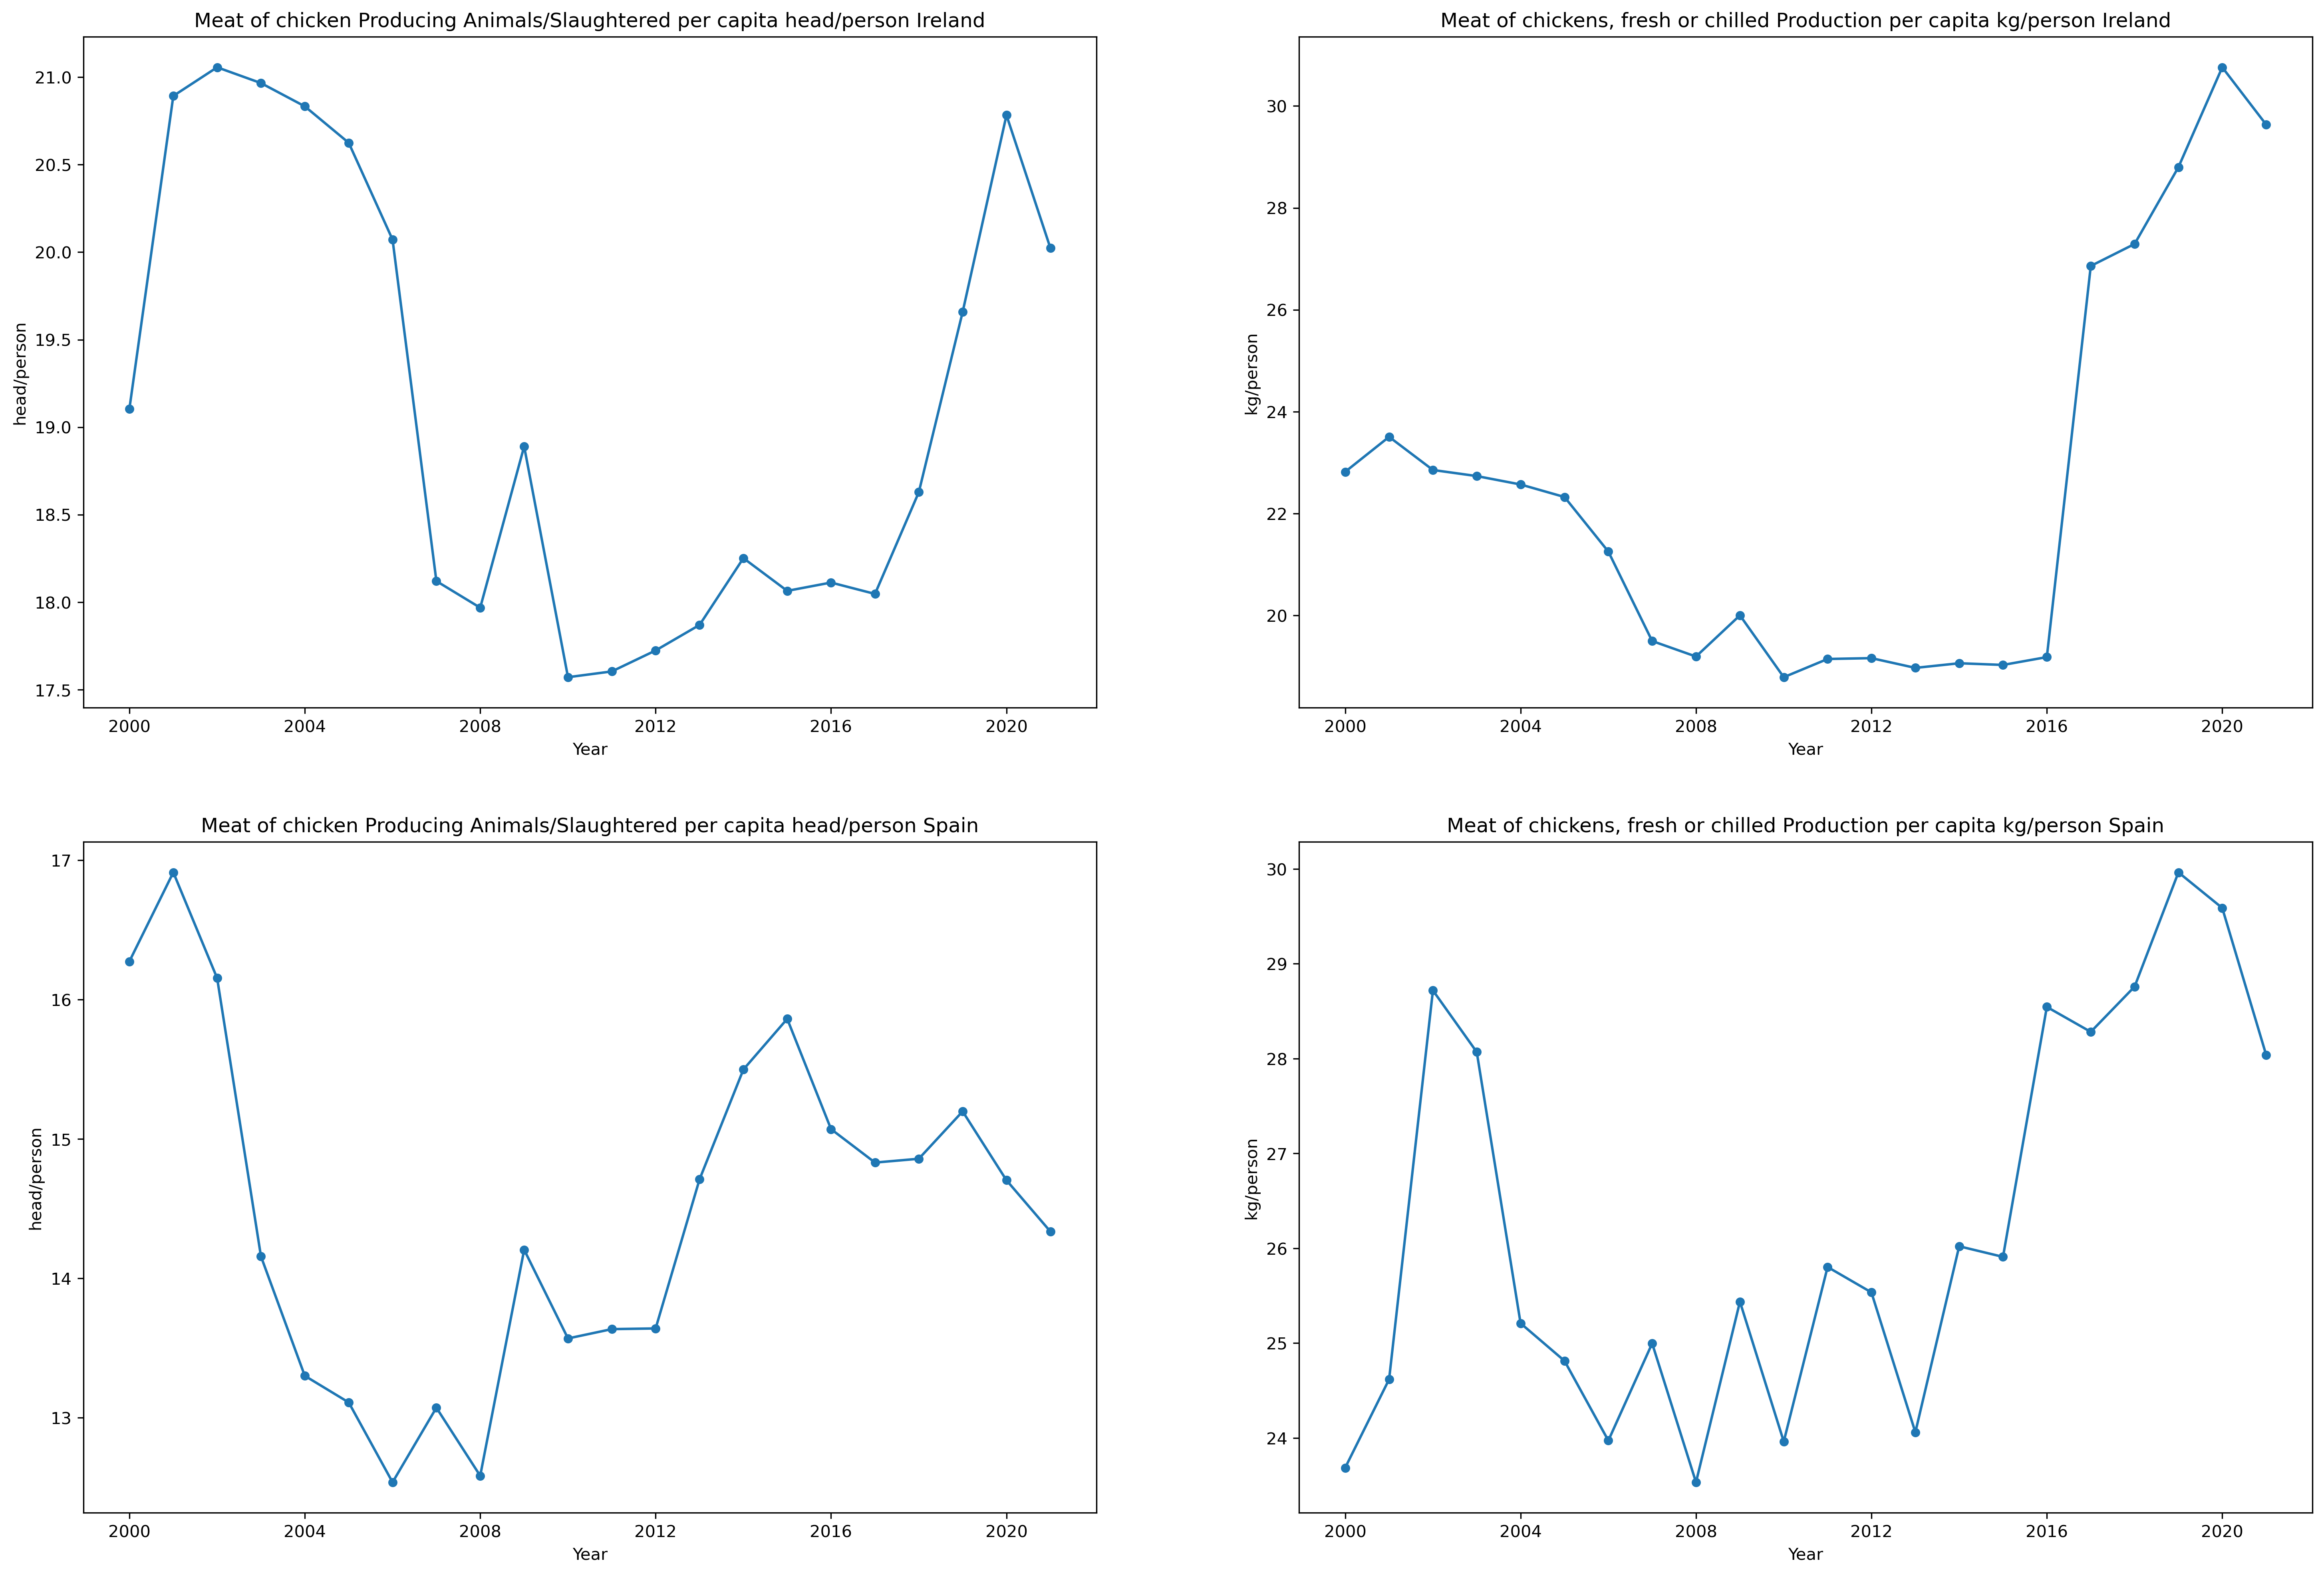 Meat of chicken Producing Animals/Slaughtered per capita head/person Ireland
21.0
20.5
20.0
19.5
19.0
18.5
18.0
17.5
head/person
2000 2004 2008 2012 2016 2020
Year
Meat of chickens, fresh or chilled Production per capita kg/person Ireland
30
28
26
24
22
20
kg/person
2000 2004 2008 2012 2016 2020
Year
Meat of chicken Producing Animals/Slaughtered per capita head/person Spain
17
16
15
14
13
head/person
2000 2004 2008 2012 2016 2020
Year
Meat of chickens, fresh or chilled Production per capita kg/person Spain
30
29
28
27
26
25
24
kg/person
2000 2004 2008 2012 2016 2020
Year